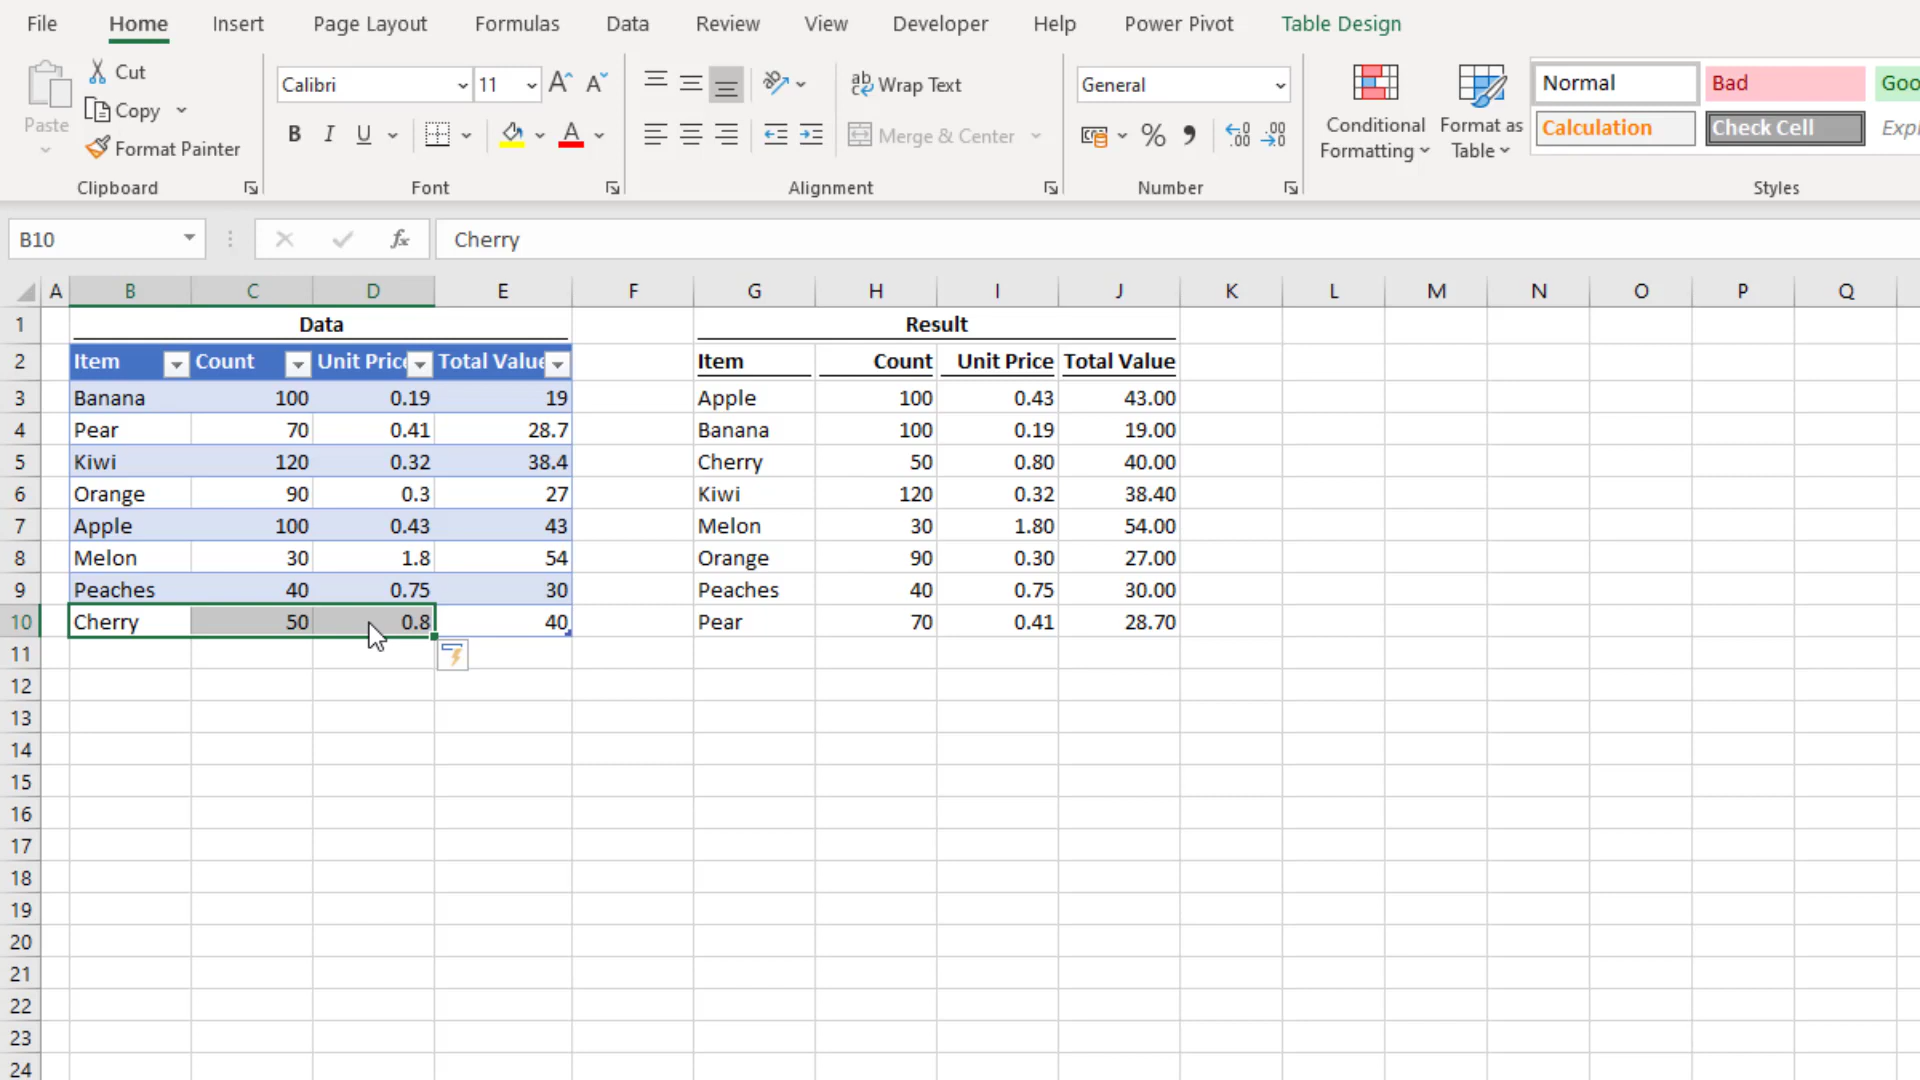 File Home Insert Page Layout Formulas Data Review View Developer Help Power Pivot Table Design
Paste
Cut
Copy
Format Painter
Clipboard
Calibri 11
B I U A
Font
ab Wrap Text
Merge & Center
Alignment
General
% , .00
Number
Conditional Formatting
Format as Table
Normal Bad Goo
Calculation Check Cell Expl
Styles
B10 fx Cherry
A B C D E F G H I J K L M N O P Q
1 Data Result
2 Item Count Unit Price Total Value Item Count Unit Price Total Value
3 Banana 100 0.19 19 Apple 100 0.43 43.00
4 Pear 70 0.41 28.7 Banana 100 0.19 19.00
5 Kiwi 120 0.32 38.4 Cherry 50 0.80 40.00
6 Orange 90 0.3 27 Kiwi 120 0.32 38.40
7 Apple 100 0.43 43 Melon 30 1.80 54.00
8 Melon 30 1.8 54 Orange 90 0.30 27.00
9 Peaches 40 0.75 30 Peaches 40 0.75 30.00
10 Cherry 50 0.8 40 Pear 70 0.41 28.70
11
12
13
14
15
16
17
18
19
20
21
22
23
24